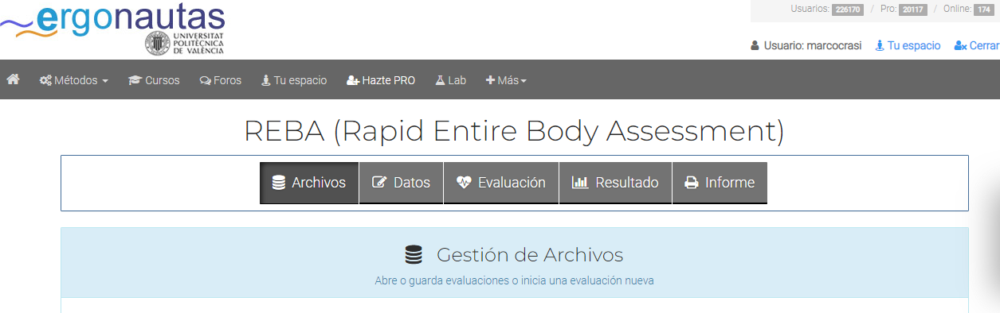 ergonautas
UNIVERSITAT
POLITÈCNICA
DE VALÈNCIA
Usuarios: 226170 / Pro: 20117 / Online: 174
Usuario: marcocrasi Tu espacio Cerrar
Métodos Cursos Foros Tu espacio Hazte PRO Lab Más
REBA (Rapid Entire Body Assessment)
Archivos Datos Evaluación Resultado Informe
Gestión de Archivos
Abre o guarda evaluaciones o inicia una evaluación nueva